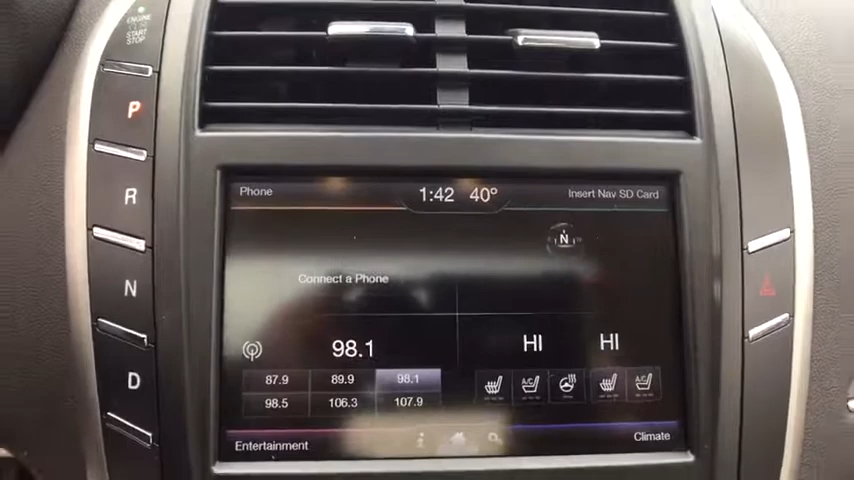 ENGINE
START
STOP
P
R
N
D
Phone
1:42 40°
Insert Nav SD Card
N
Connect a Phone
98.1
HI HI
87.9 89.9 98.1
98.5 106.3 107.9
A/C A/C
Entertainment
Climate